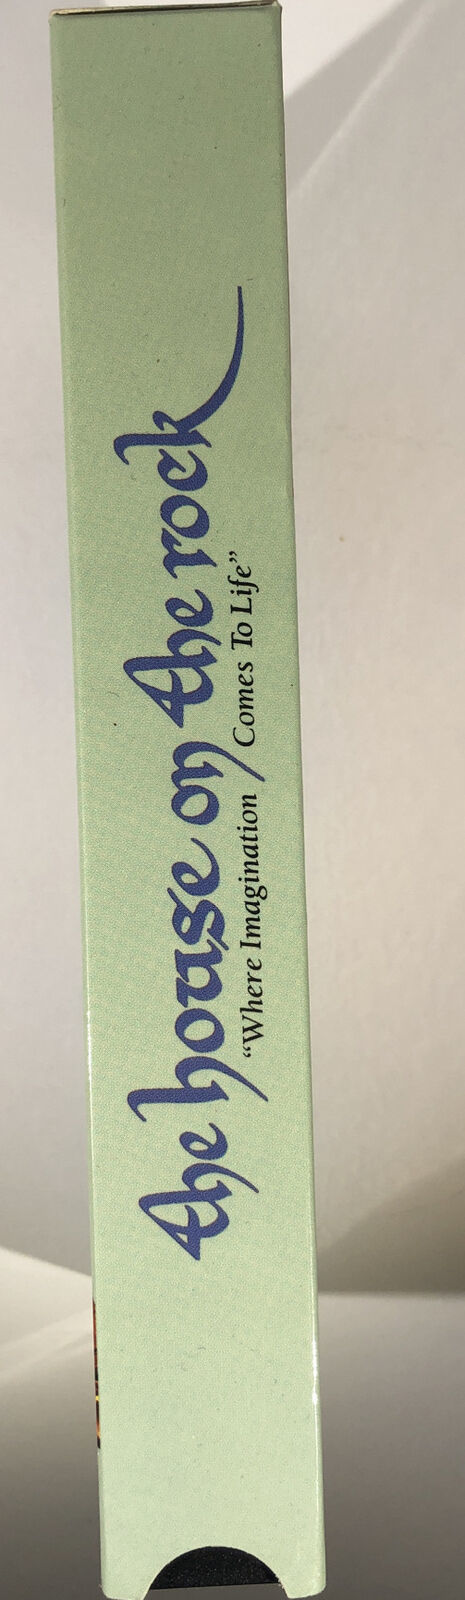 the house on the rock
“Where Imagination Comes To Life”